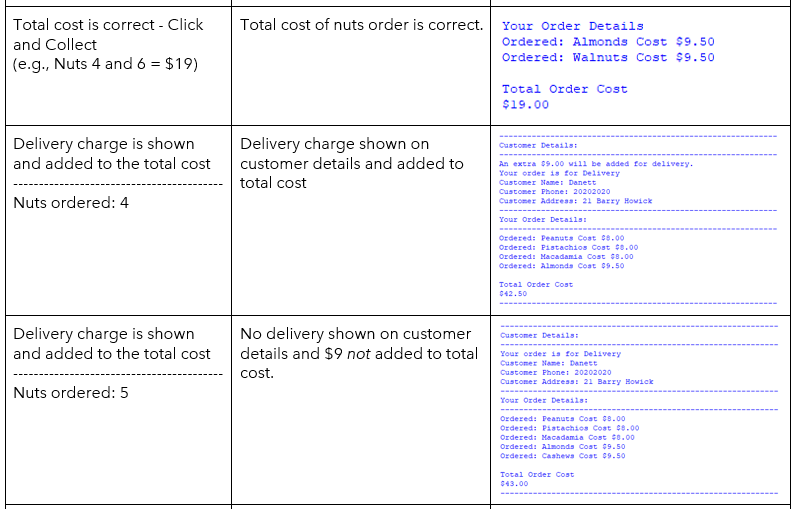 Total cost is correct - Click
and Collect
(e.g., Nuts 4 and 6 = $19)
Total cost of nuts order is correct.
Your Order Details
Ordered: Almonds Cost $9.50
Ordered: Walnuts Cost $9.50
Total Order Cost
$19.00
Delivery charge is shown
and added to the total cost
------------------------------------------
Nuts ordered: 4
Delivery charge shown on
customer details and added to
total cost
------------------------------------------------------------
Customer Details:
------------------------------------------------------------
An extra $9.00 will be added for delivery.
Your order is for Delivery
Customer Name: Danett
Customer Phone: 20202020
Customer Address: 21 Barry Howick
------------------------------------------------------------
Your Order Details:
------------------------------------------------------------
Ordered: Peanuts Cost $8.00
Ordered: Pistachios Cost $8.00
Ordered: Macadamia Cost $8.00
Ordered: Almonds Cost $9.50
Total Order Cost
$42.50
------------------------------------------------------------
Delivery charge is shown
and added to the total cost
------------------------------------------
Nuts ordered: 5
No delivery shown on customer
details and $9 not added to total
cost.
------------------------------------------------------------
Customer Details:
------------------------------------------------------------
Your order is for Delivery
Customer Name: Danett
Customer Phone: 20202020
Customer Address: 21 Barry Howick
------------------------------------------------------------
Your Order Details:
------------------------------------------------------------
Ordered: Peanuts Cost $8.00
Ordered: Pistachios Cost $8.00
Ordered: Macadamia Cost $8.00
Ordered: Almonds Cost $9.50
Ordered: Cashews Cost $9.50
Total Order Cost
$43.00
------------------------------------------------------------